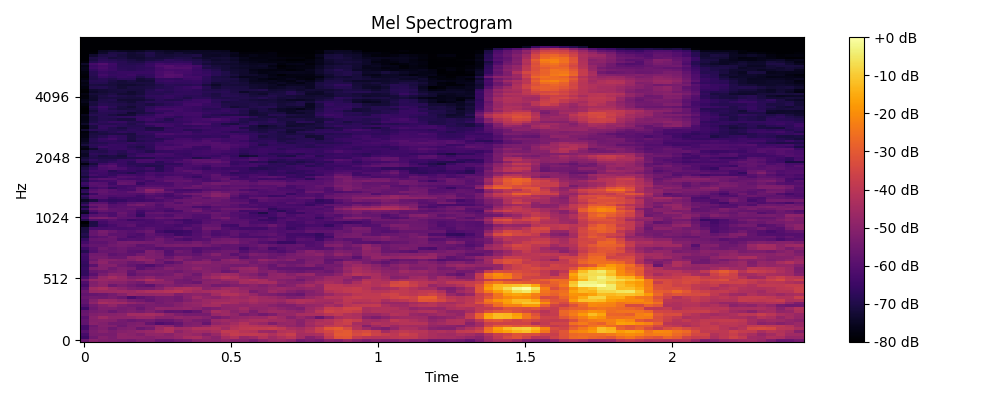 Mel Spectrogram
+0 dB
-10 dB
-20 dB
-30 dB
-40 dB
-50 dB
-60 dB
-70 dB
-80 dB
Hz
4096
2048
1024
512
0
0 0.5 1 1.5 2
Time